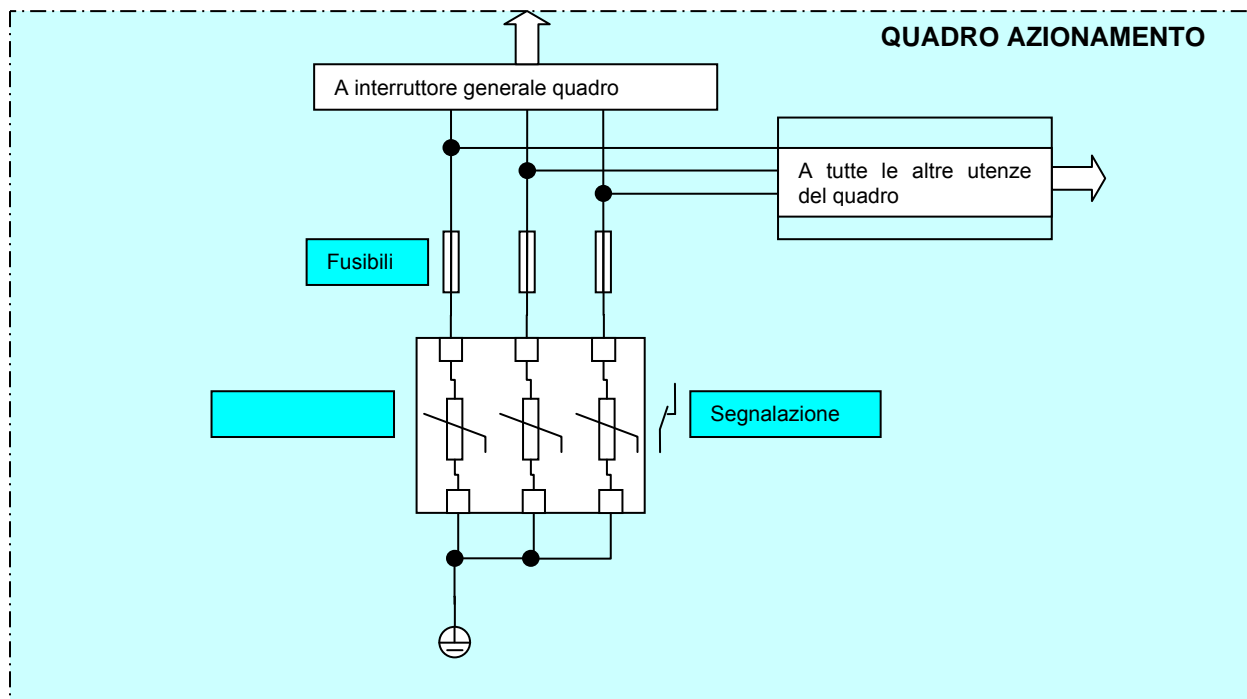 QUADRO AZIONAMENTO
A interruttore generale quadro
A tutte le altre utenze
del quadro
Fusibili
Segnalazione